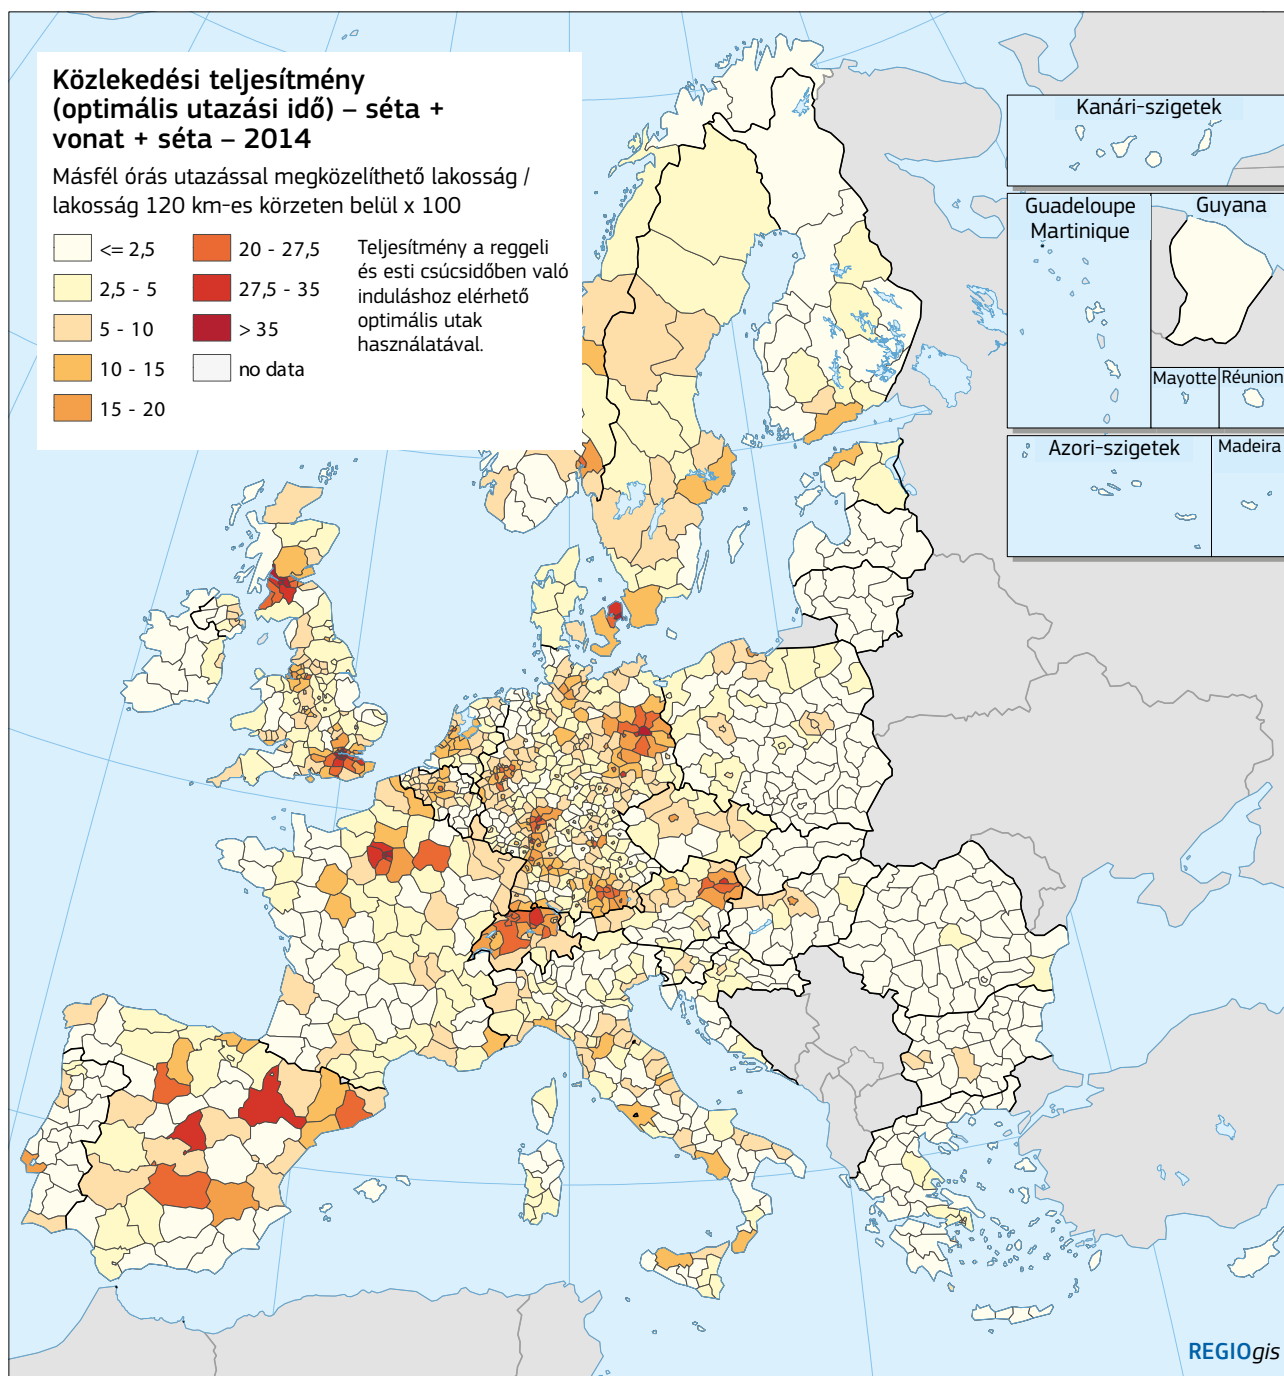 Közlekedési teljesítmény
(optimális utazási idő) – séta +
vonat + séta – 2014
Másfél órás utazással megközelíthető lakosság /
lakosság 120 km-es körzeten belül x 100
<= 2,5
2,5 - 5
5 - 10
10 - 15
15 - 20
20 - 27,5
27,5 - 35
> 35
no data
Teljesítmény a reggeli
és esti csúcsidőben való
induláshoz elérhető
optimális utak
használatával.
Kanári-szigetek
Guadeloupe
Martinique
Guyana
Mayotte
Réunion
Azori-szigetek
Madeira
REGIOgis